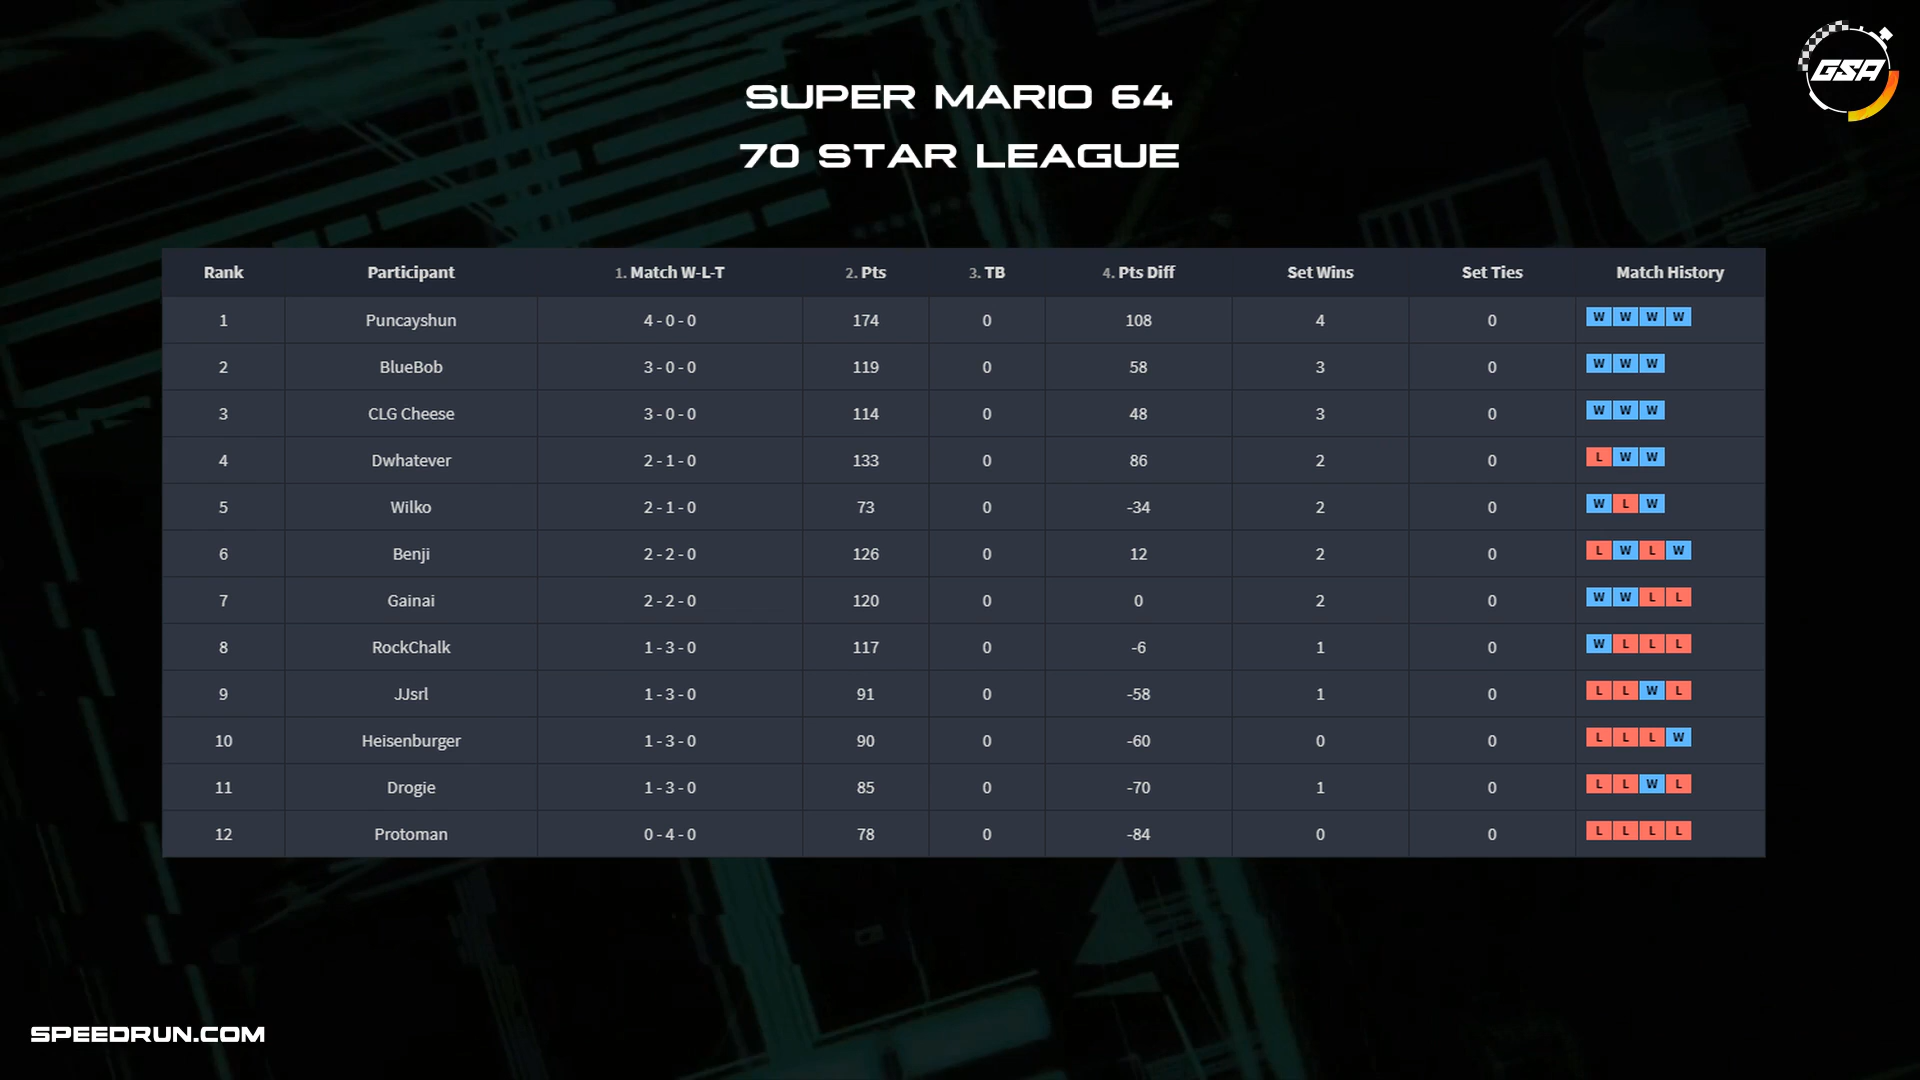 GSA
SUPER MARIO 64
70 STAR LEAGUE
Rank Participant 1. Match W-L-T 2. Pts 3. TB 4. Pts Diff Set Wins Set Ties Match History
1 Puncayshun 4 - 0 - 0 174 0 108 4 0 W W W W
2 BlueBob 3 - 0 - 0 119 0 58 3 0 W W W
3 CLG Cheese 3 - 0 - 0 114 0 48 3 0 W W W
4 Dwhatever 2 - 1 - 0 133 0 86 2 0 L W W
5 Wilko 2 - 1 - 0 73 0 -34 2 0 W L W
6 Benji 2 - 2 - 0 126 0 12 2 0 L W L W
7 Gainai 2 - 2 - 0 120 0 0 2 0 W W L L
8 RockChalk 1 - 3 - 0 117 0 -6 1 0 W L L L
9 JJsrl 1 - 3 - 0 91 0 -58 1 0 L L W L
10 Heisenburger 1 - 3 - 0 90 0 -60 0 0 L L L W
11 Drogie 1 - 3 - 0 85 0 -70 1 0 L L W L
12 Protoman 0 - 4 - 0 78 0 -84 0 0 L L L L
SPEEDRUN.COM